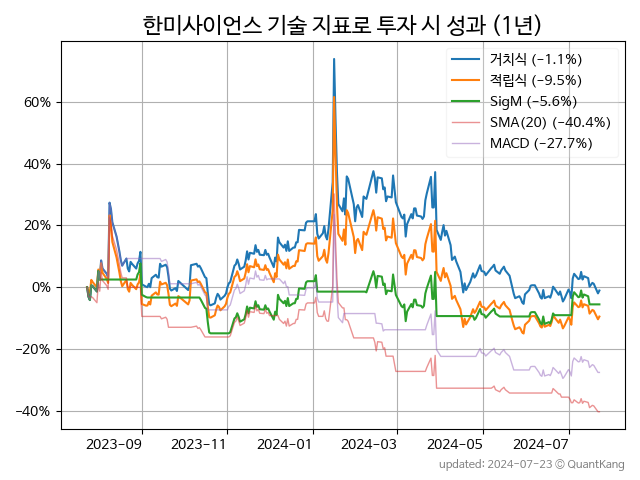 한미사이언스 기술 지표로 투자 시 성과 (1년)
거치식 (−1.1%)
적립식 (−9.5%)
SigM (−5.6%)
SMA(20) (−40.4%)
MACD (−27.7%)
60%
40%
20%
0%
−20%
−40%
2023-09
2023-11
2024-01
2024-03
2024-05
2024-07
updated: 2024-07-23 © QuantKang